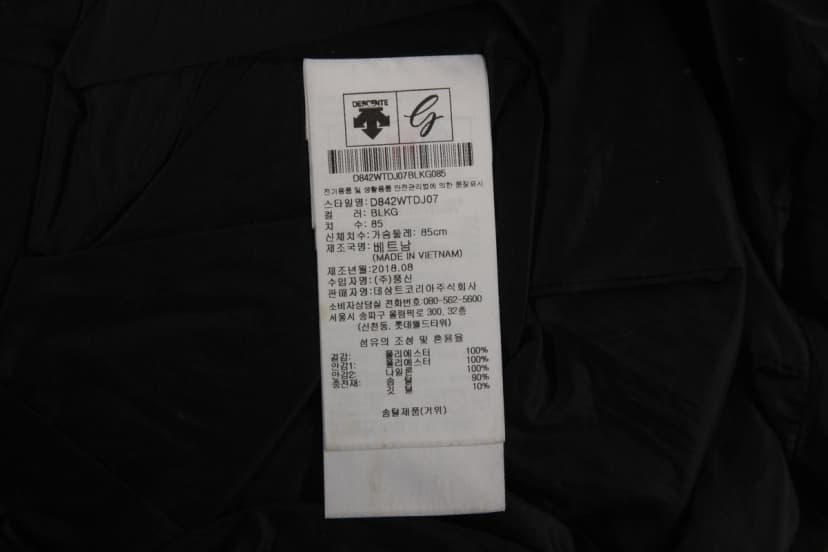 DESCENTE
D842WTDJ07BLKG085
전기용품 및 생활용품 안전관리법에 의한 품질표시
스타일명:D842WTDJ07
컬 러:BLKG
치 수:85
신체치수:가슴둘레: 85cm
제조국명:베트남
(MADE IN VIETNAM)
제조년월:2018.08
수입자명:(주)풍신
판매자명:데상트코리아주식회사
소비자상담실 전화번호:080-562-5600
서울시 송파구 올림픽로 300, 32층
(신천동, 롯데월드타워)
섬유의 조성 및 혼용율
겉감: 폴리에스터 100%
안감1: 폴리에스터 100%
안감2: 나일론 100%
충전재: 솜 털 90%
깃 털 10%
솜털제품(거위)